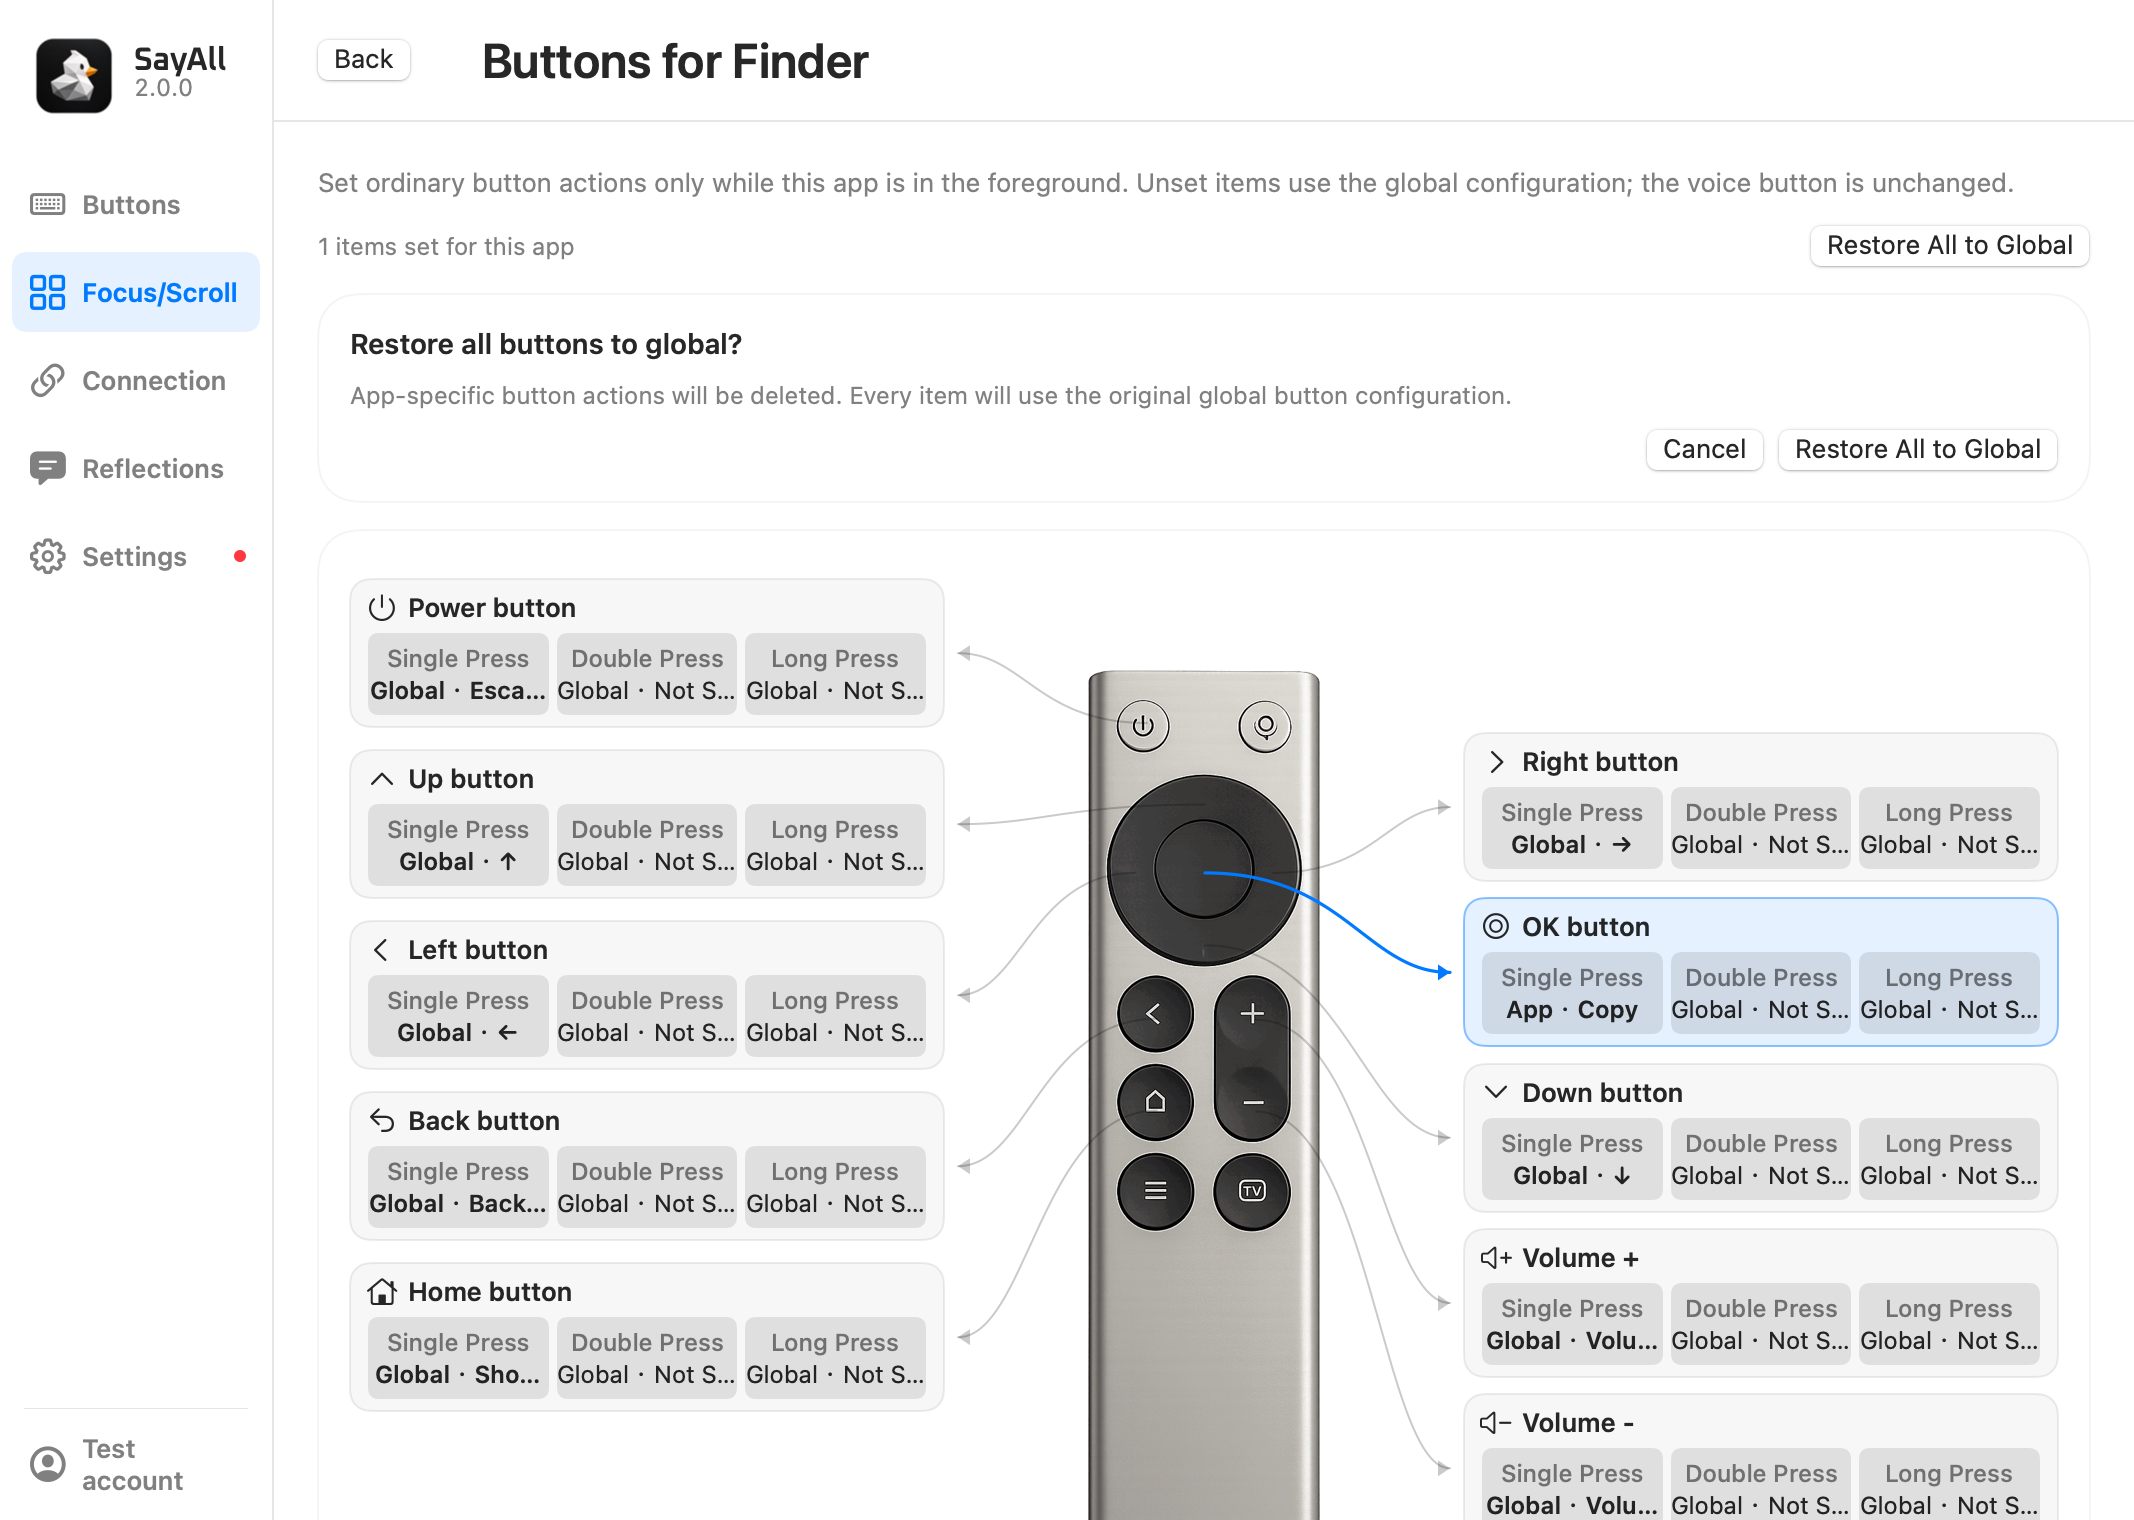 SayAll
2.0.0
Buttons
Focus/Scroll
Connection
Reflections
Settings
Test
account
Back
Buttons for Finder
Set ordinary button actions only while this app is in the foreground. Unset items use the global configuration; the voice button is unchanged.
1 items set for this app
Restore All to Global
Restore all buttons to global?
App-specific button actions will be deleted. Every item will use the original global button configuration.
Cancel
Restore All to Global
Power button
Single Press
Global · Esca...
Double Press
Global · Not S...
Long Press
Global · Not S...
Up button
Single Press
Global · ↑
Double Press
Global · Not S...
Long Press
Global · Not S...
Left button
Single Press
Global · ←
Double Press
Global · Not S...
Long Press
Global · Not S...
Back button
Single Press
Global · Back...
Double Press
Global · Not S...
Long Press
Global · Not S...
Home button
Single Press
Global · Sho...
Double Press
Global · Not S...
Long Press
Global · Not S...
TV
Right button
Single Press
Global · →
Double Press
Global · Not S...
Long Press
Global · Not S...
OK button
Single Press
App · Copy
Double Press
Global · Not S...
Long Press
Global · Not S...
Down button
Single Press
Global · ↓
Double Press
Global · Not S...
Long Press
Global · Not S...
Volume +
Single Press
Global · Volu...
Double Press
Global · Not S...
Long Press
Global · Not S...
Volume -
Single Press
Global · Volu...
Double Press
Global · Not S...
Long Press
Global · Not S...